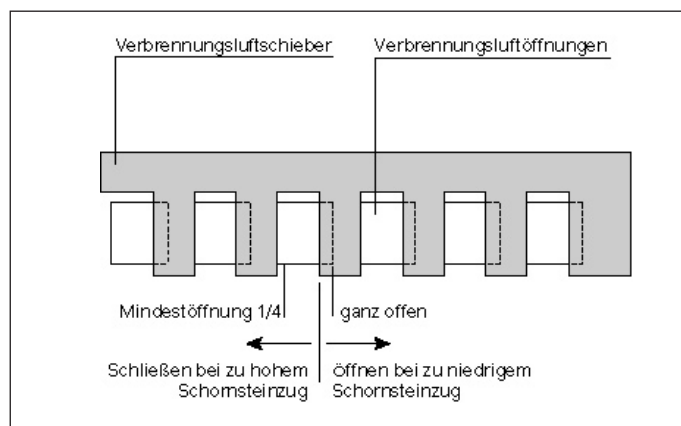 Verbrennungsluftschieber
Verbrennungsluftöffnungen
Mindestöffnung 1/4
ganz offen
Schließen bei zu hohem
Schornsteinzug
öffnen bei zu niedrigem
Schornsteinzug